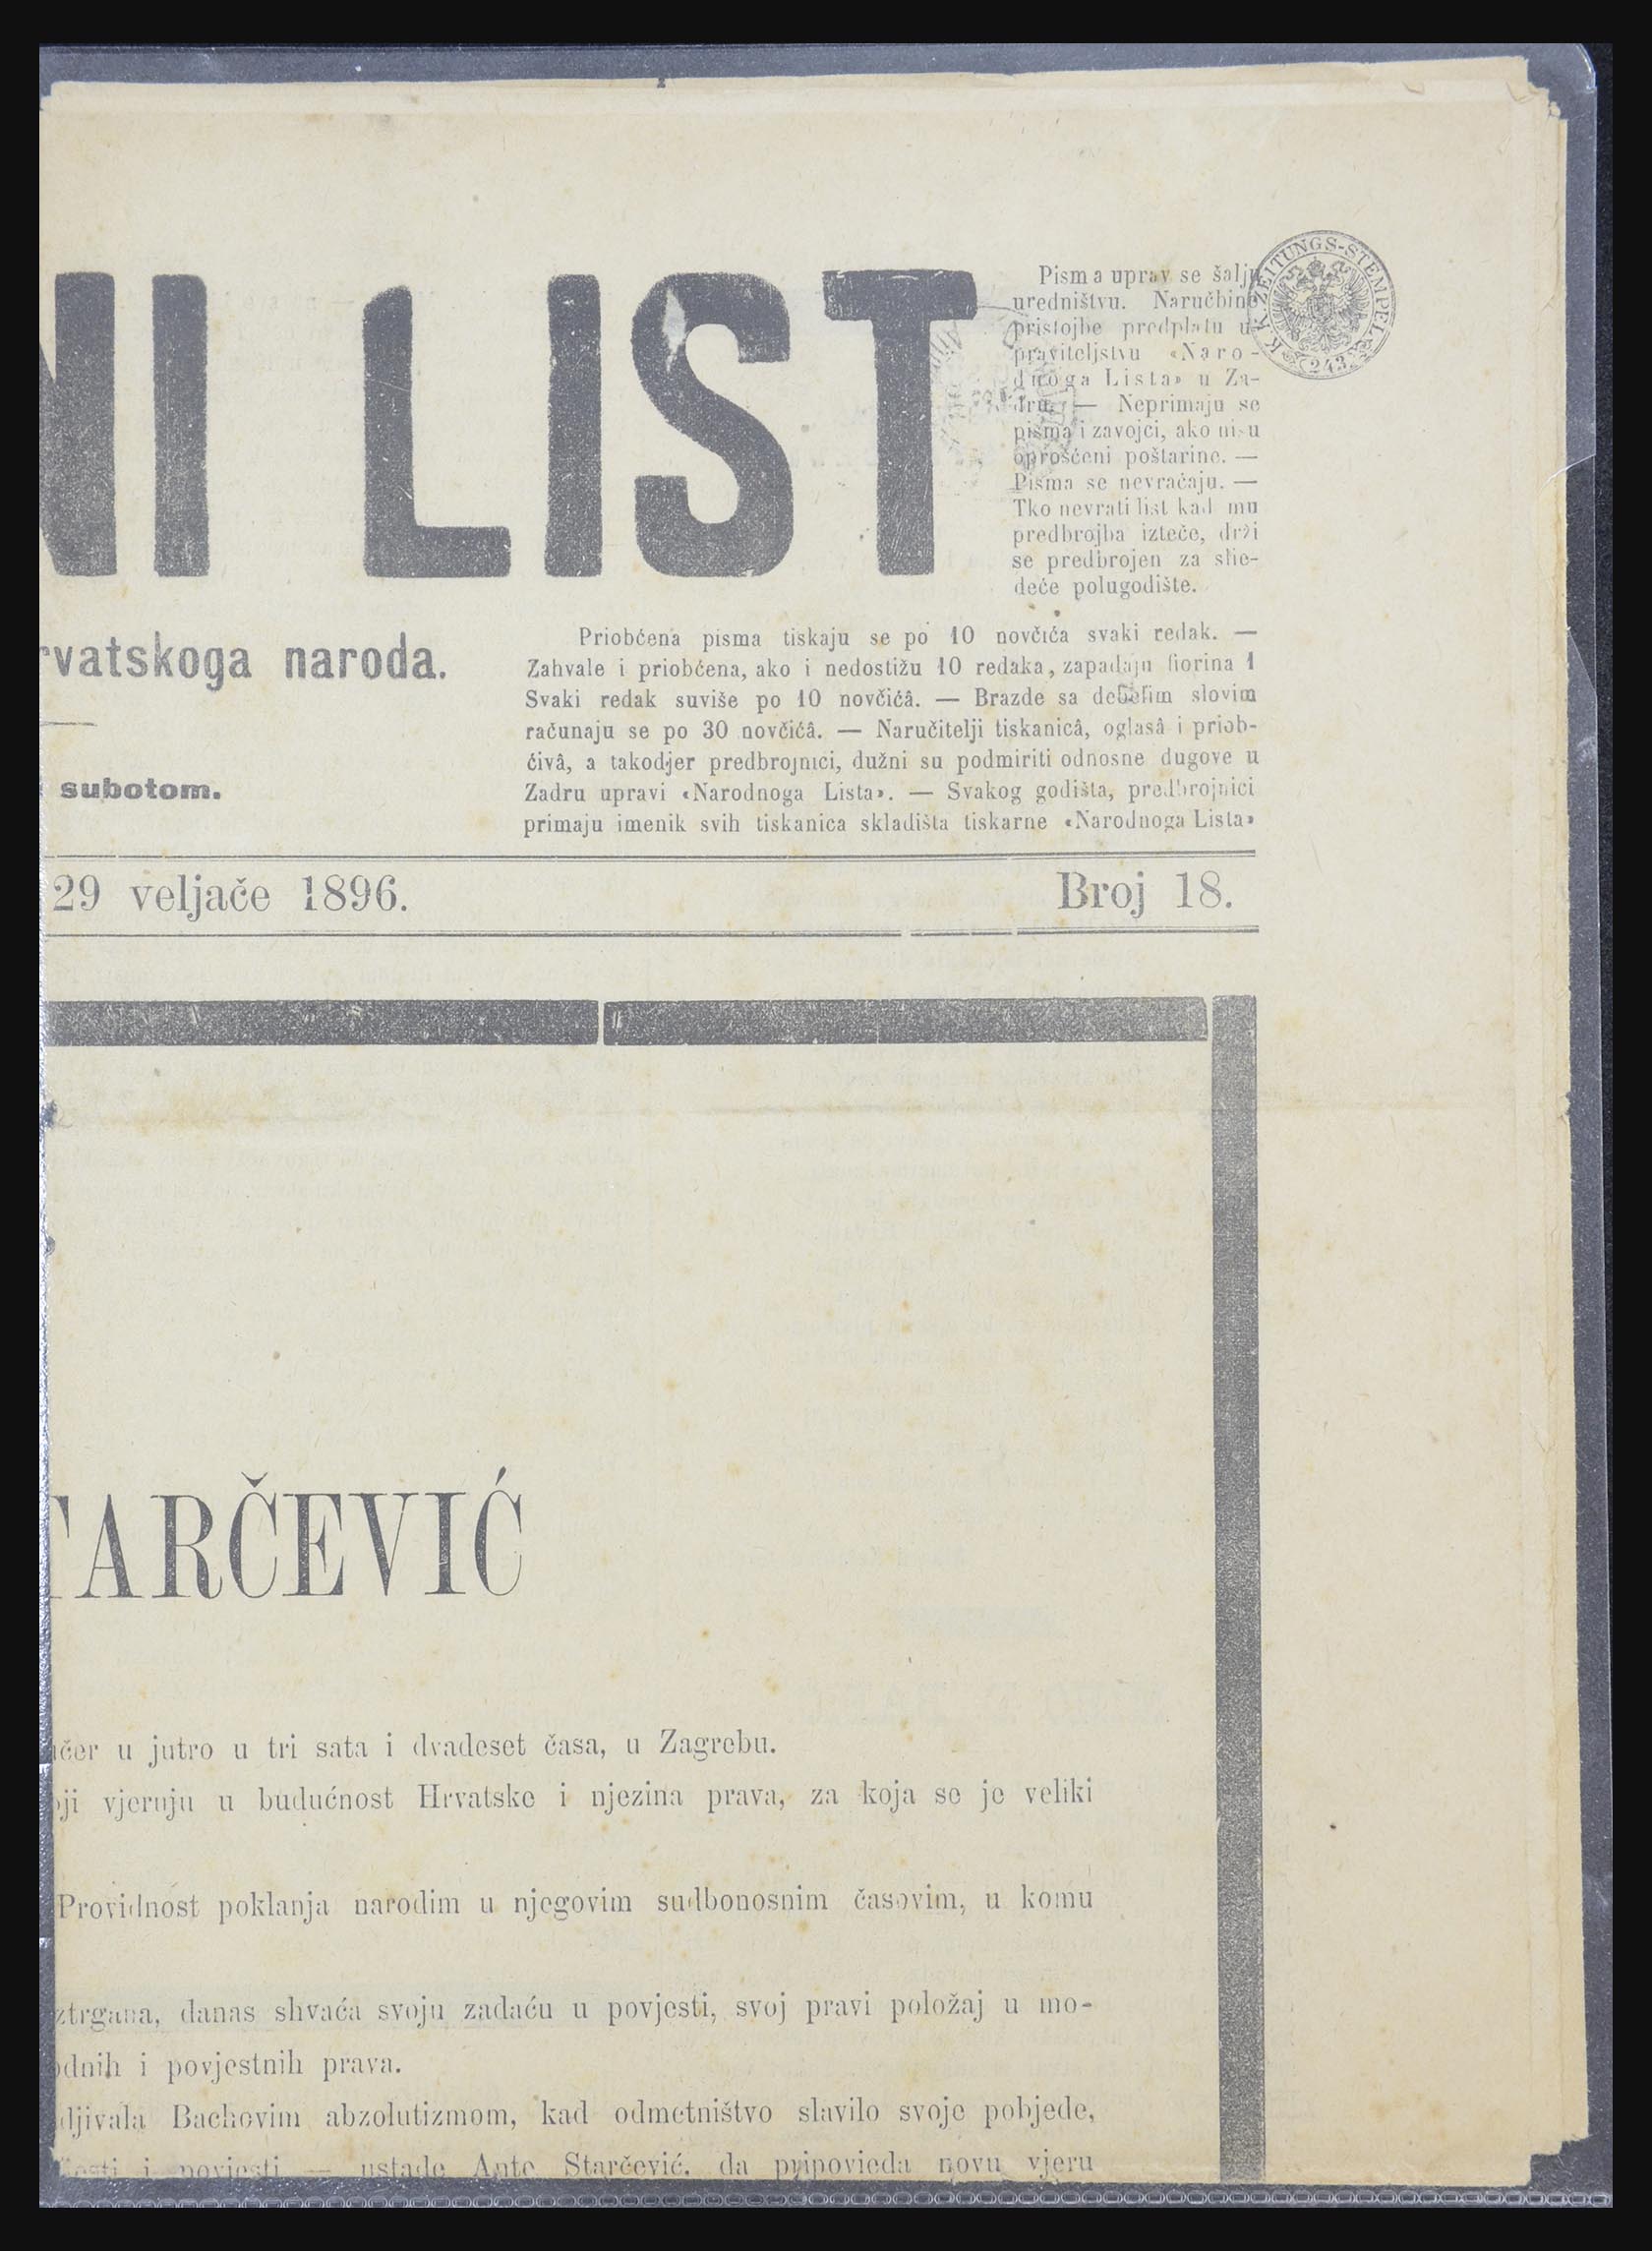 NI LIST
K. K. ZEITUNGS-STEMPEL
243
Pisma uprav se šalju
uredništvu. Naručbine
pristojbe predplatu u-
praviteljstvu «Naro-
dnoga Lista» u Za-
dru. — Neprimaju se
pisma i zavojci, ako nisu
oprošćeni poštarine. —
Pisma se nevraćaju. —
Tko nevrati list kad mu
predbrojba izteče, drži
se predbrojen za slie-
deće polugodište.
rvatskoga naroda.
subotom.
Priobćena pisma tiskaju se po 10 novčića svaki redak. —
Zahvale i priobćena, ako i nedostižu 10 redaka, zapadaju fiorina 1
Svaki redak suviše po 10 novčićâ. — Brazde sa debelim slovim
računaju se po 30 novčićâ. — Naručitelji tiskanicâ, oglasâ i priob-
ćivâ, a takodjer predbrojnici, dužni su podmiriti odnosne dugove u
Zadru upravi «Narodnoga Lista». — Svakog godišta, predbrojnici
primaju imenik svih tiskanica skladišta tiskarne «Narodnoga Lista»
29 veljače 1896.
Broj 18.
TARČEVIĆ
učer u jutro u tri sata i dvadeset časa, u Zagrebu.
oji vjeruju u budućnost Hrvatske i njezina prava, za koja se je veliki
Providnost poklanja narodim u njegovim sudbonosnim časovim, u komu
ztrgana, danas shvaća svoju zadaću u povjesti, svoj pravi položaj u mo-
odnih i povjestnih prava.
djivala Bachovim abzolutizmom, kad odmetništvo slavilo svoje pobjede,
i povjesti — ustade Ante Starčević, da pripovieda novu vjeru